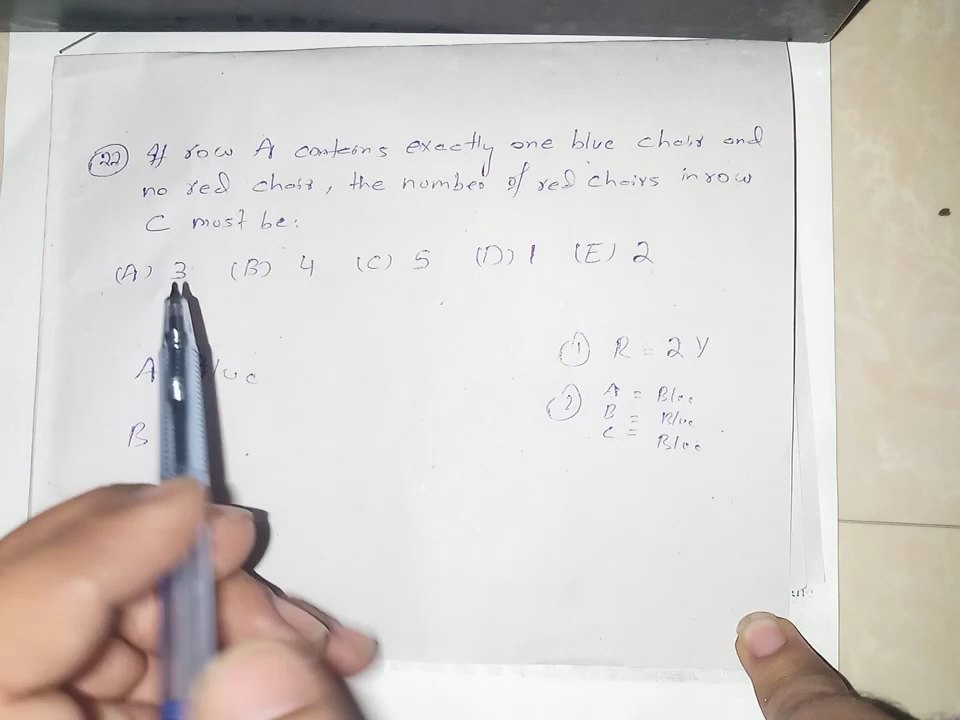 (22) If row A contains exactly one blue chair and
no red chair, the number of red chairs in row
C must be:
(A) 3 (B) 4 (C) 5 (D) 1 (E) 2
(1) R = 2 Y
(2) A = Blue
B = Blue
C = Blue
A
B